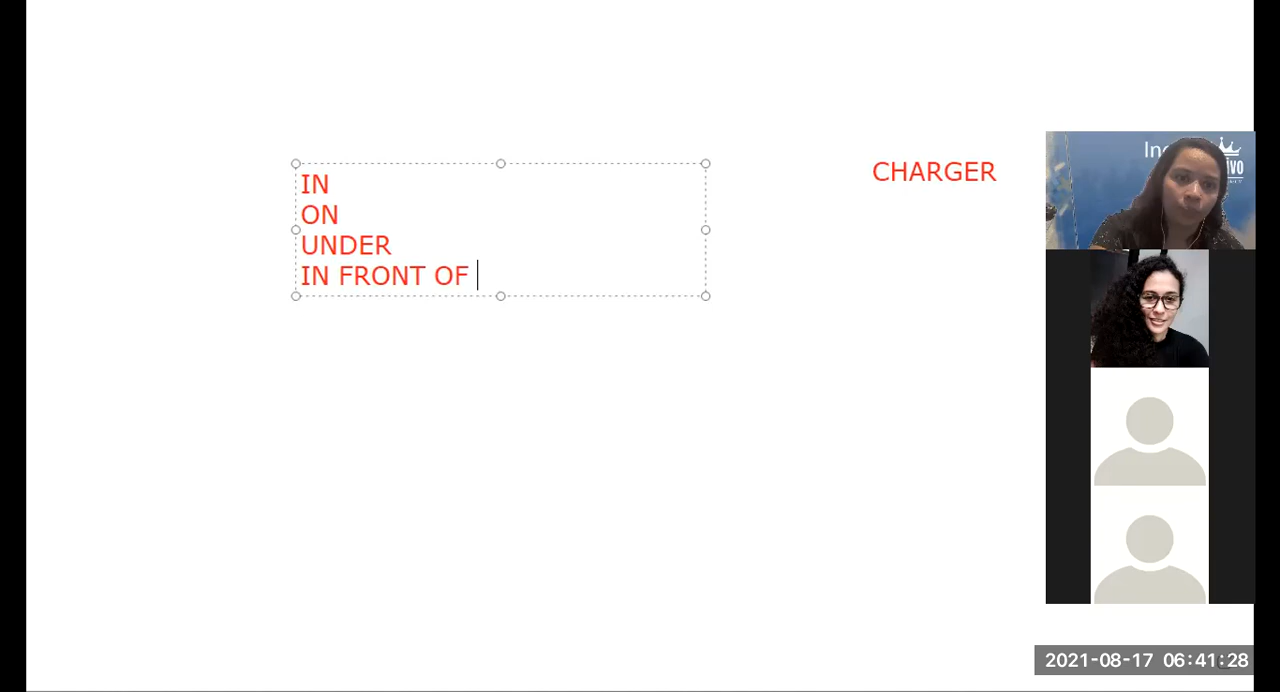 IN
ON
UNDER
IN FRONT OF
CHARGER
2021-08-17 06:41:28